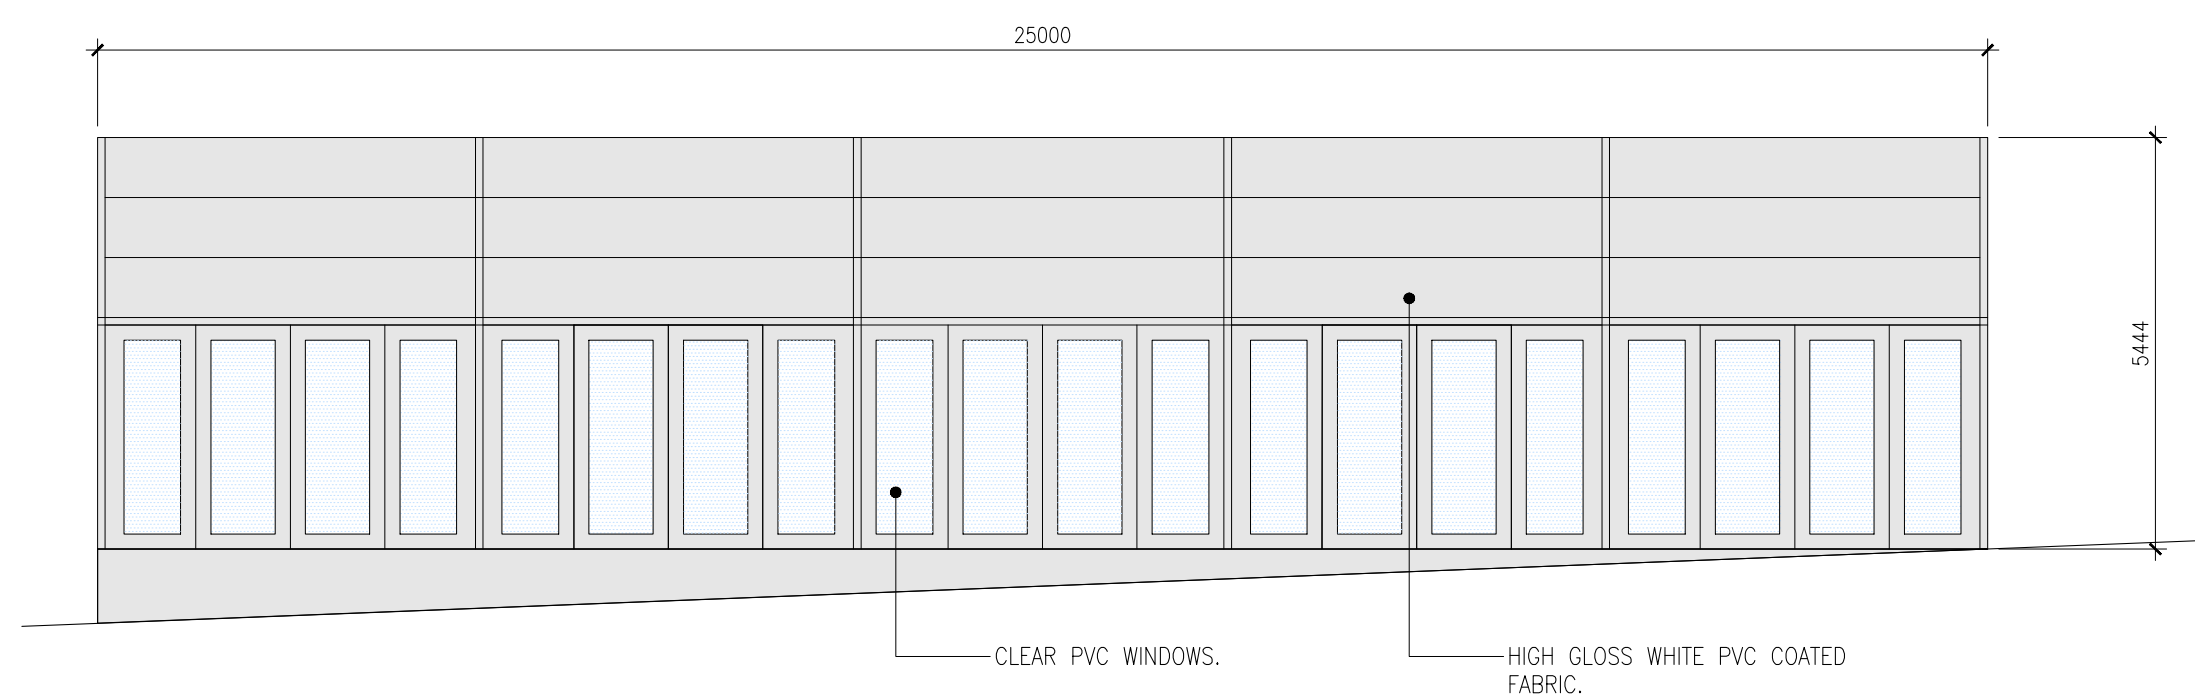 25000
5444
CLEAR PVC WINDOWS.
HIGH GLOSS WHITE PVC COATED
FABRIC.